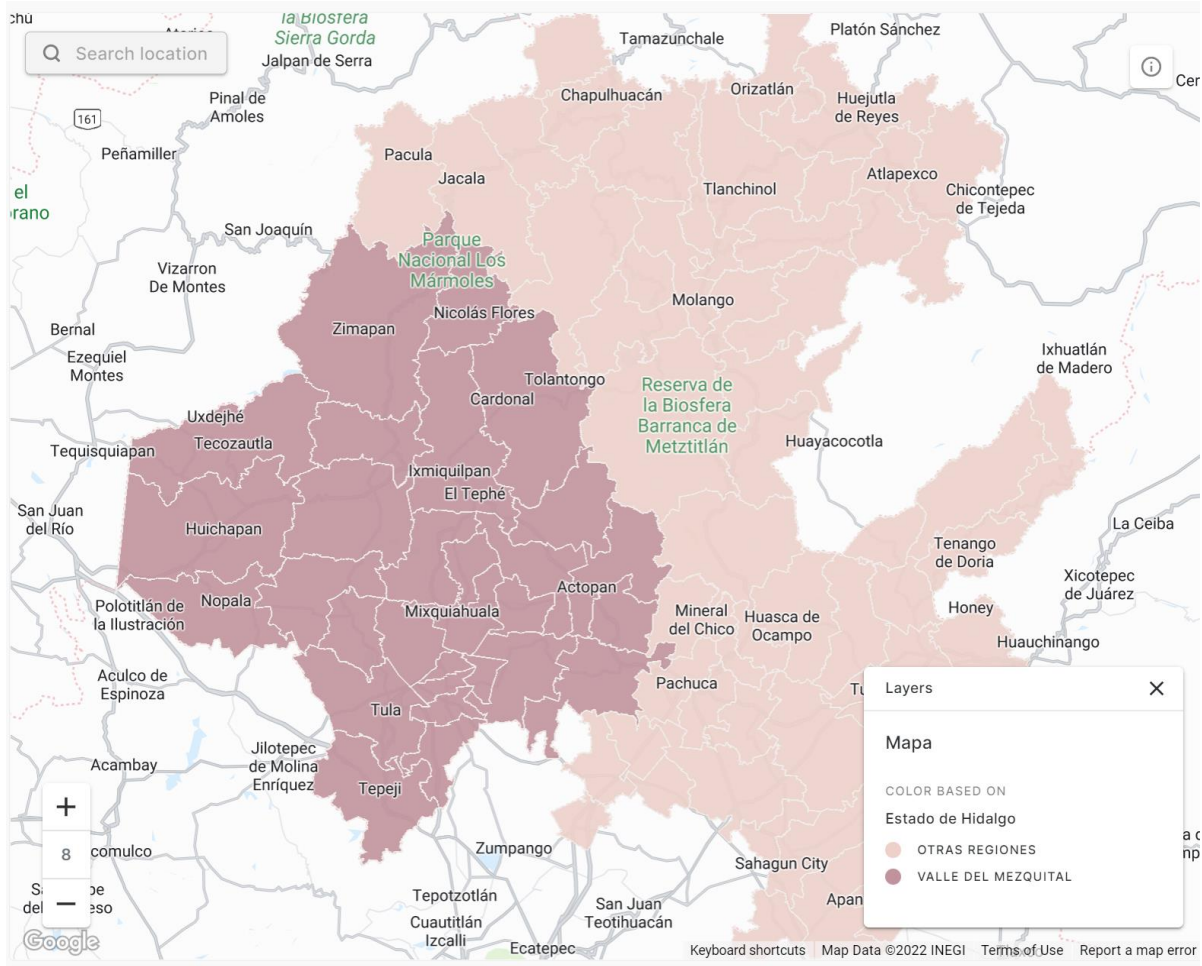 chú
la Biosfera
Sierra Gorda
Tamazunchale
Platón Sánchez
Search location
Jalpan de Serra
Cer
Chapulhuacán
Orizatlán
Pinal de
Amoles
Huejutla
de Reyes
161
Peñamiller
Pacula
Jacala
Atlapexco
Tlanchinol
Chicontepec
de Tejeda
el
orano
San Joaquín
Parque
Nacional Los
Mármoles
Vizarron
De Montes
Molango
Nicolás Flores
Bernal
Zimapan
Ezequiel
Montes
Ixhuatlán
de Madero
Tolantongo
Cardonal
Reserva de
la Biosfera
Barranca de
Metztitlán
Uxdejhé
Tecozautla
Tequisquiapan
Huayacocotla
Ixmiquilpan
El Tephé
San Juan
del Río
Huichapan
La Ceiba
Tenango
de Doria
Actopan
Xicotepec
de Juárez
Nopala
Polotitlán de
la Ilustración
Mixquiahuala
Mineral
del Chico
Huasca de
Ocampo
Honey
Huauchinango
Aculco de
Espinoza
Pachuca
Tu
Tula
Jilotepec
de Molina
Enríquez
Acambay
Tepeji
Layers
Mapa
COLOR BASED ON
Estado de Hidalgo
OTRAS REGIONES
VALLE DEL MEZQUITAL
+
8
−
comulco
Zumpango
Sahagun City
Tepotzotlán
Apan
San Juan
Teotihuacán
Cuautitlán
Izcalli
Ecatepec
Google
Keyboard shortcuts
Map Data ©2022 INEGI
Terms of Use
Report a map error